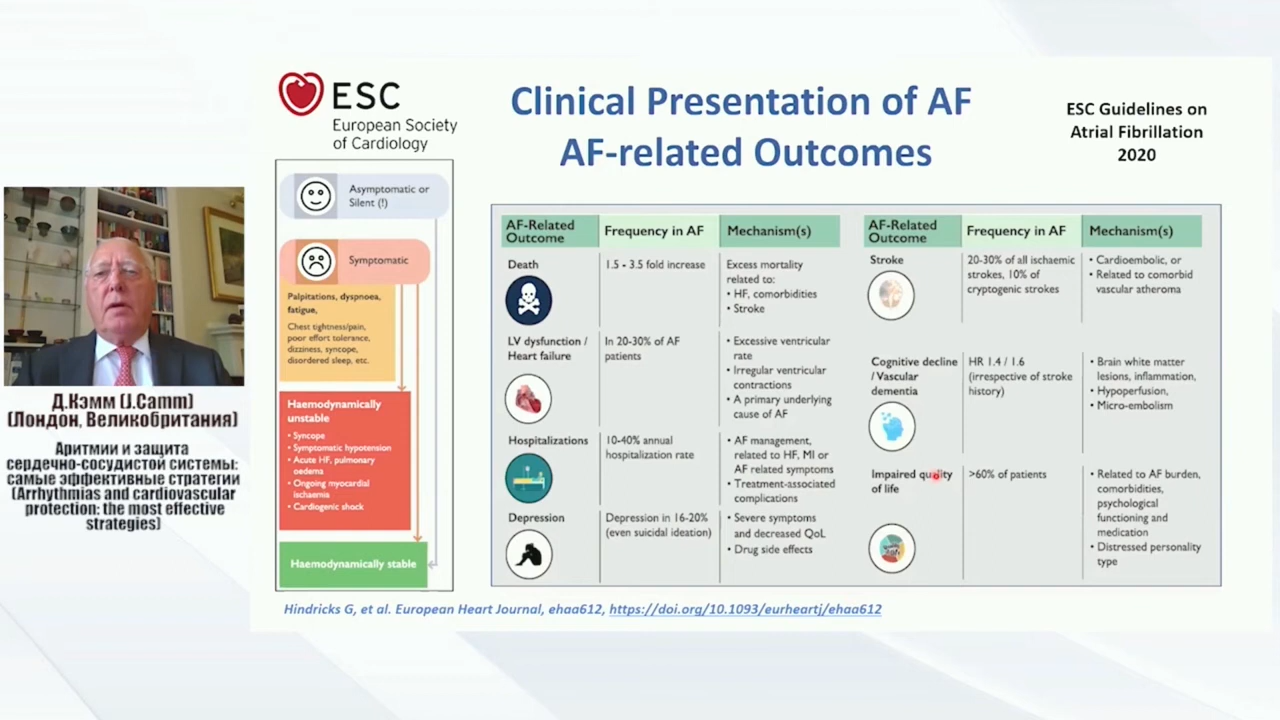 ESC
European Society
of Cardiology
Clinical Presentation of AF
AF-related Outcomes
ESC Guidelines on
Atrial Fibrillation
2020
Asymptomatic or
Silent (!)
Symptomatic
Palpitations, dyspnoea,
fatigue,
Chest tightness/pain,
poor effort tolerance,
dizziness, syncope,
disordered sleep, etc.
Haemodynamically
unstable
• Syncope
• Symptomatic hypotension
• Acute HF, pulmonary
oedema
• Ongoing myocardial
ischaemia
• Cardiogenic shock
Haemodynamically stable
AF-Related
Outcome
Frequency in AF
Mechanism(s)
Death
1.5 - 3.5 fold increase
Excess mortality
related to:
• HF, comorbidities
• Stroke
LV dysfunction /
Heart failure
In 20-30% of AF
patients
• Excessive ventricular
rate
• Irregular ventricular
contractions
• A primary underlying
cause of AF
Hospitalizations
10-40% annual
hospitalization rate
• AF management,
related to HF, MI or
AF related symptoms
• Treatment-associated
complications
Depression
Depression in 16-20%
(even suicidal ideation)
• Severe symptoms
and decreased QoL
• Drug side effects
AF-Related
Outcome
Frequency in AF
Mechanism(s)
Stroke
20-30% of all ischaemic
strokes, 10% of
cryptogenic strokes
• Cardioembolic, or
• Related to comorbid
vascular atheroma
Cognitive decline
/ Vascular
dementia
HR 1.4 / 1.6
(irrespective of stroke
history)
• Brain white matter
lesions, inflammation,
• Hypoperfusion,
• Micro-embolism
Impaired quality
of life
>60% of patients
• Related to AF burden,
comorbidities,
psychological
functioning and
medication
• Distressed personality
type
Hindricks G, et al. European Heart Journal, ehaa612, https://doi.org/10.1093/eurheartj/ehaa612
Д.Кэмм (J.Camm)
(Лондон, Великобритания)
Аритмии и защита
сердечно-сосудистой системы:
самые эффективные стратегии
(Arrhythmias and cardiovascular
protection: the most effective
strategies)